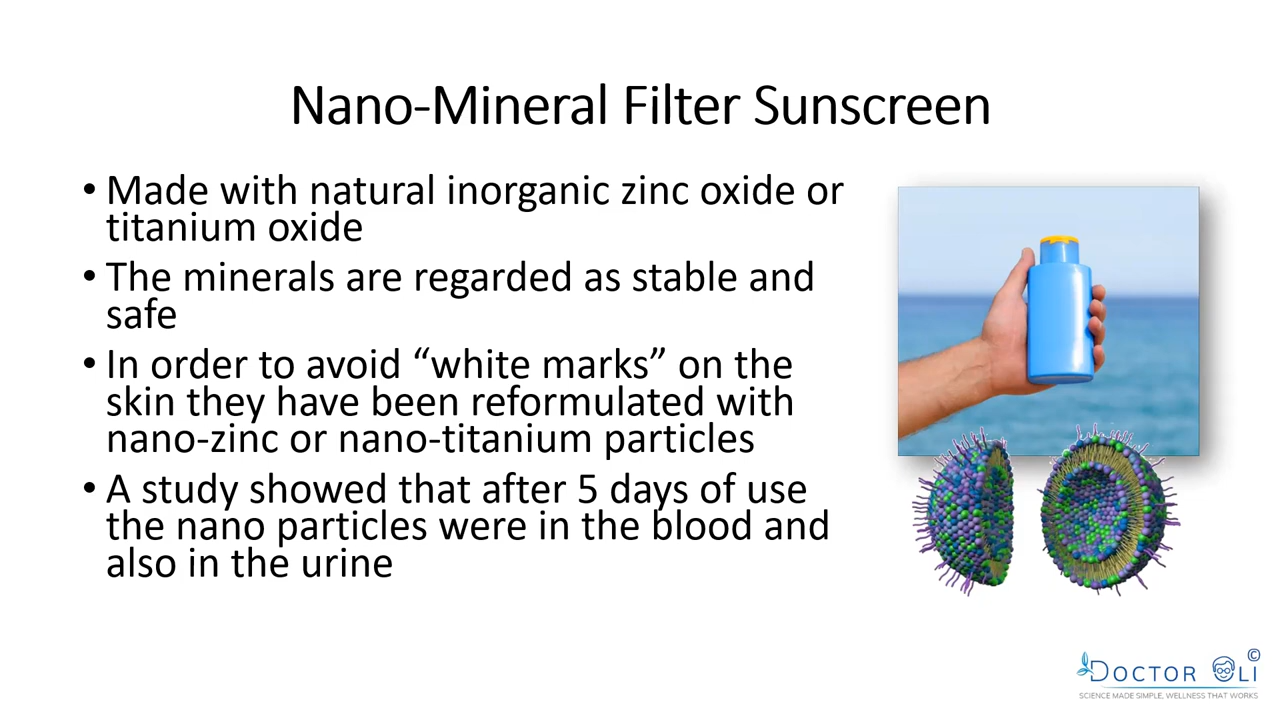 Nano-Mineral Filter Sunscreen
• Made with natural inorganic zinc oxide or
titanium oxide
• The minerals are regarded as stable and
safe
• In order to avoid “white marks” on the
skin they have been reformulated with
nano-zinc or nano-titanium particles
• A study showed that after 5 days of use
the nano particles were in the blood and
also in the urine
DOCTOR OLI ©
SCIENCE MADE SIMPLE, WELLNESS THAT WORKS